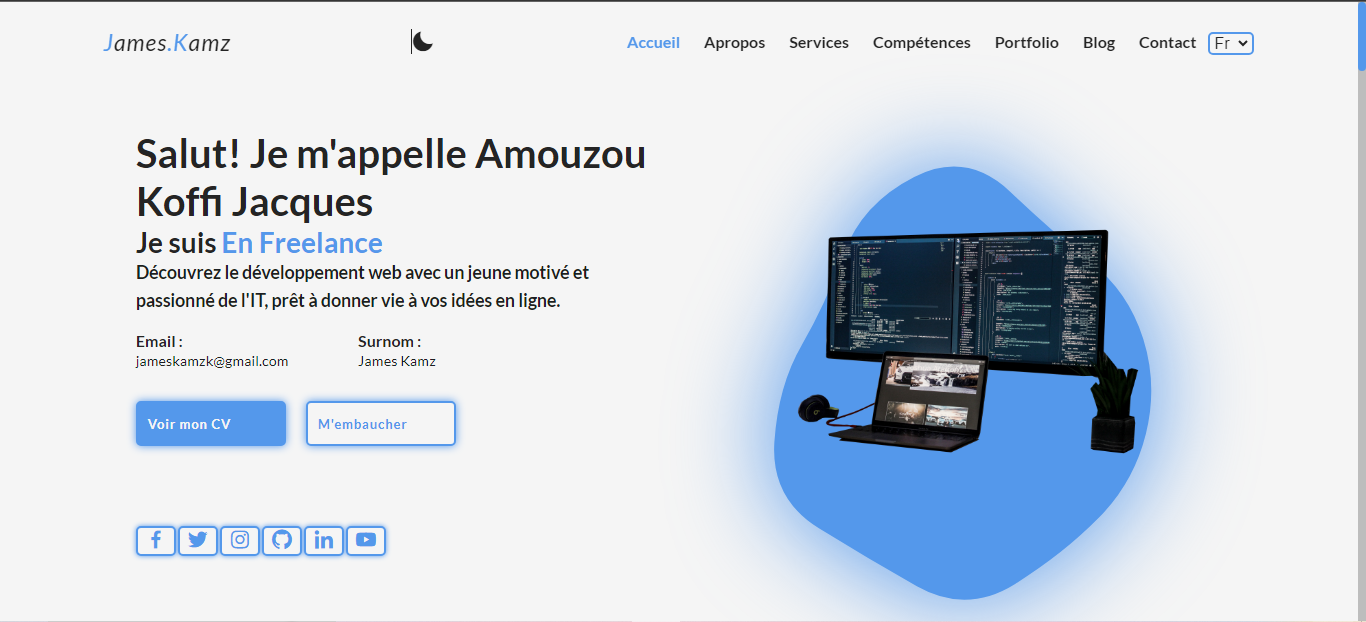 James.Kamz
Accueil Apropos Services Compétences Portfolio Blog Contact Fr
Salut! Je m'appelle Amouzou
Koffi Jacques
Je suis En Freelance
Découvrez le développement web avec un jeune motivé et
passionné de l'IT, prêt à donner vie à vos idées en ligne.
Email : Surnom :
jameskamzk@gmail.com James Kamz
Voir mon CV M'embaucher